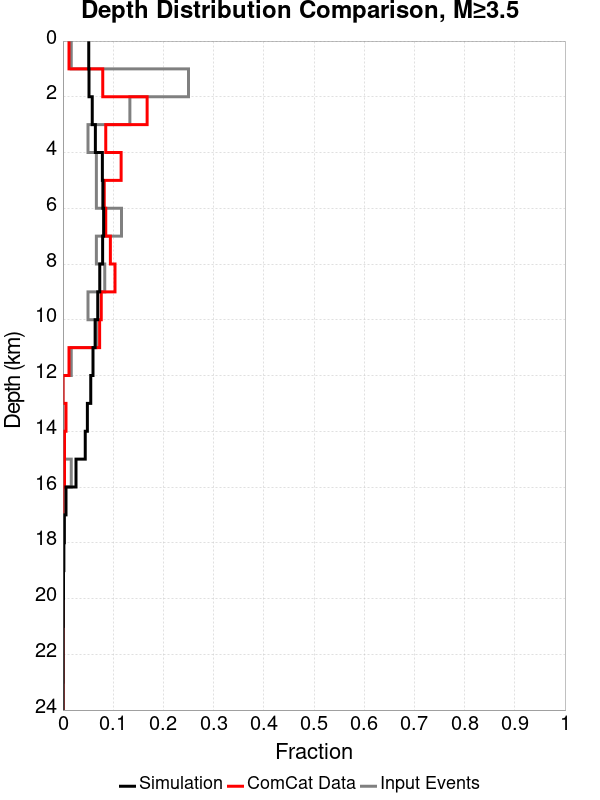 Depth Distribution Comparison, M≥3.5
0
2
4
6
8
10
12
14
16
18
20
22
24
Depth (km)
0 0.1 0.2 0.3 0.4 0.5 0.6 0.7 0.8 0.9 1
Fraction
Simulation ComCat Data Input Events